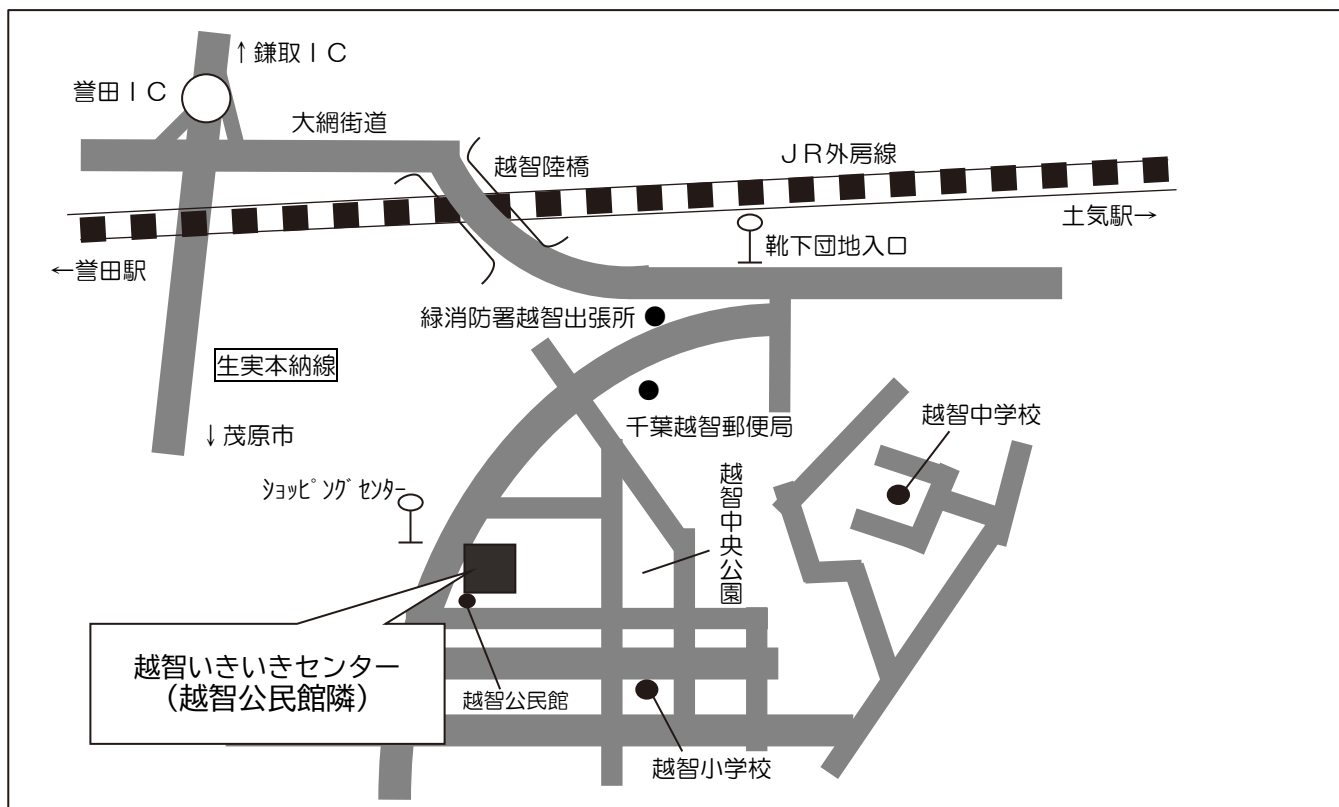 ↑鎌取ＩＣ
誉田ＩＣ
大網街道
越智陸橋
ＪＲ外房線
土気駅→
靴下団地入口
←誉田駅
緑消防署越智出張所
生実本納線
千葉越智郵便局
越智中学校
↓茂原市
ｼｮｯﾋﾟﾝｸﾞｾﾝﾀｰ
越智中央公園
越智いきいきセンター
（越智公民館隣）
越智公民館
越智小学校